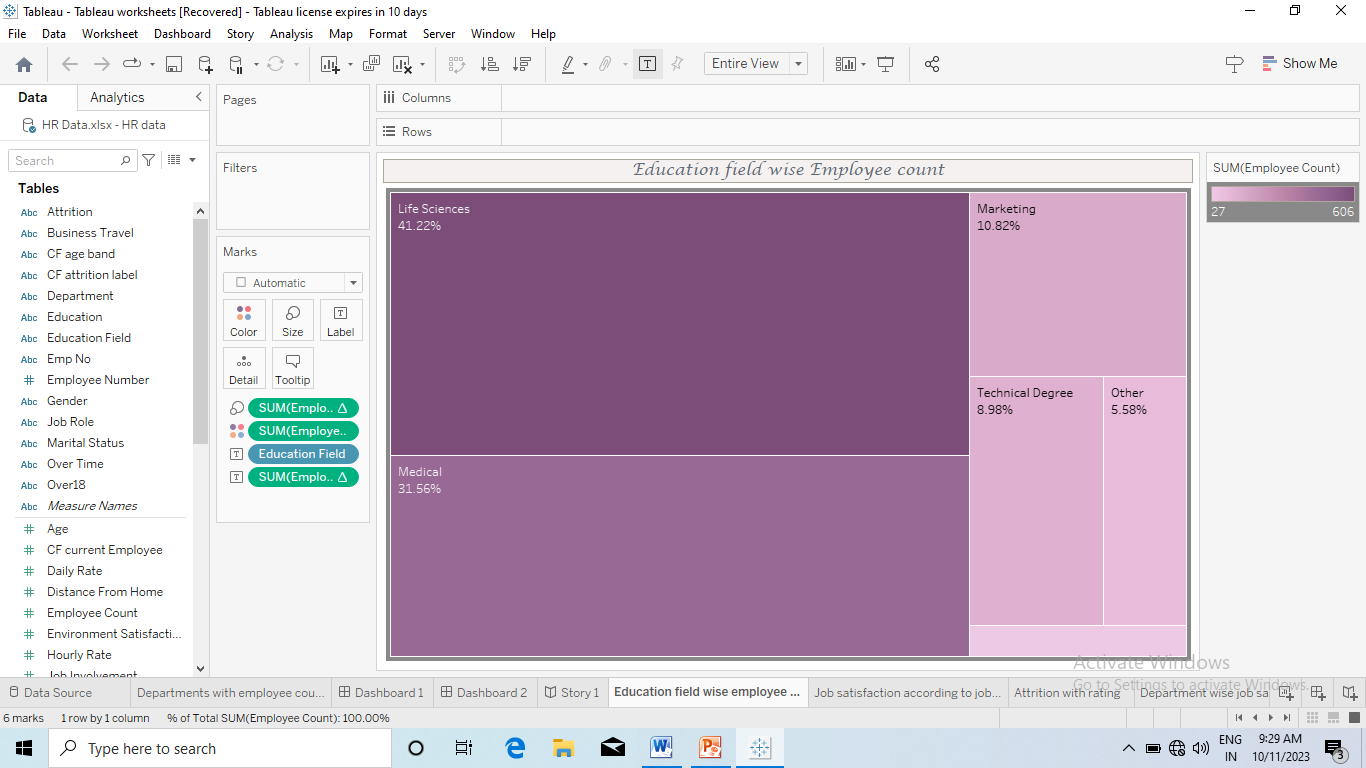 Tableau - Tableau worksheets [Recovered] - Tableau license expires in 10 days
File Data Worksheet Dashboard Story Analysis Map Format Server Window Help
Entire View
Show Me
Data Analytics
HR Data.xlsx - HR data
Search
Tables
Abc Attrition
Abc Business Travel
Abc CF age band
Abc CF attrition label
Abc Department
Abc Education
Abc Education Field
Abc Emp No
# Employee Number
Abc Gender
Abc Job Role
Abc Marital Status
Abc Over Time
Abc Over18
Abc Measure Names
# Age
# CF current Employee
# Daily Rate
# Distance From Home
# Employee Count
# Environment Satisfacti...
# Hourly Rate
# Job Involvement
Pages
Filters
Marks
Automatic
Color Size Label
Detail Tooltip
SUM(Emplo.. Δ
SUM(Employe..
Education Field
SUM(Emplo.. Δ
Columns
Rows
Education field wise Employee count
Life Sciences
41.22%
Medical
31.56%
Marketing
10.82%
Technical Degree
8.98%
Other
5.58%
SUM(Employee Count)
27 606
Activate Windows
Go to Settings to activate Windows.
Data Source Departments with employee cou... Dashboard 1 Dashboard 2 Story 1 Education field wise employee ... Job satisfaction according to job... Attrition with rating Department wise job sa
6 marks 1 row by 1 column % of Total SUM(Employee Count): 100.00%
Type here to search
ENG
IN
9:29 AM
10/11/2023
3